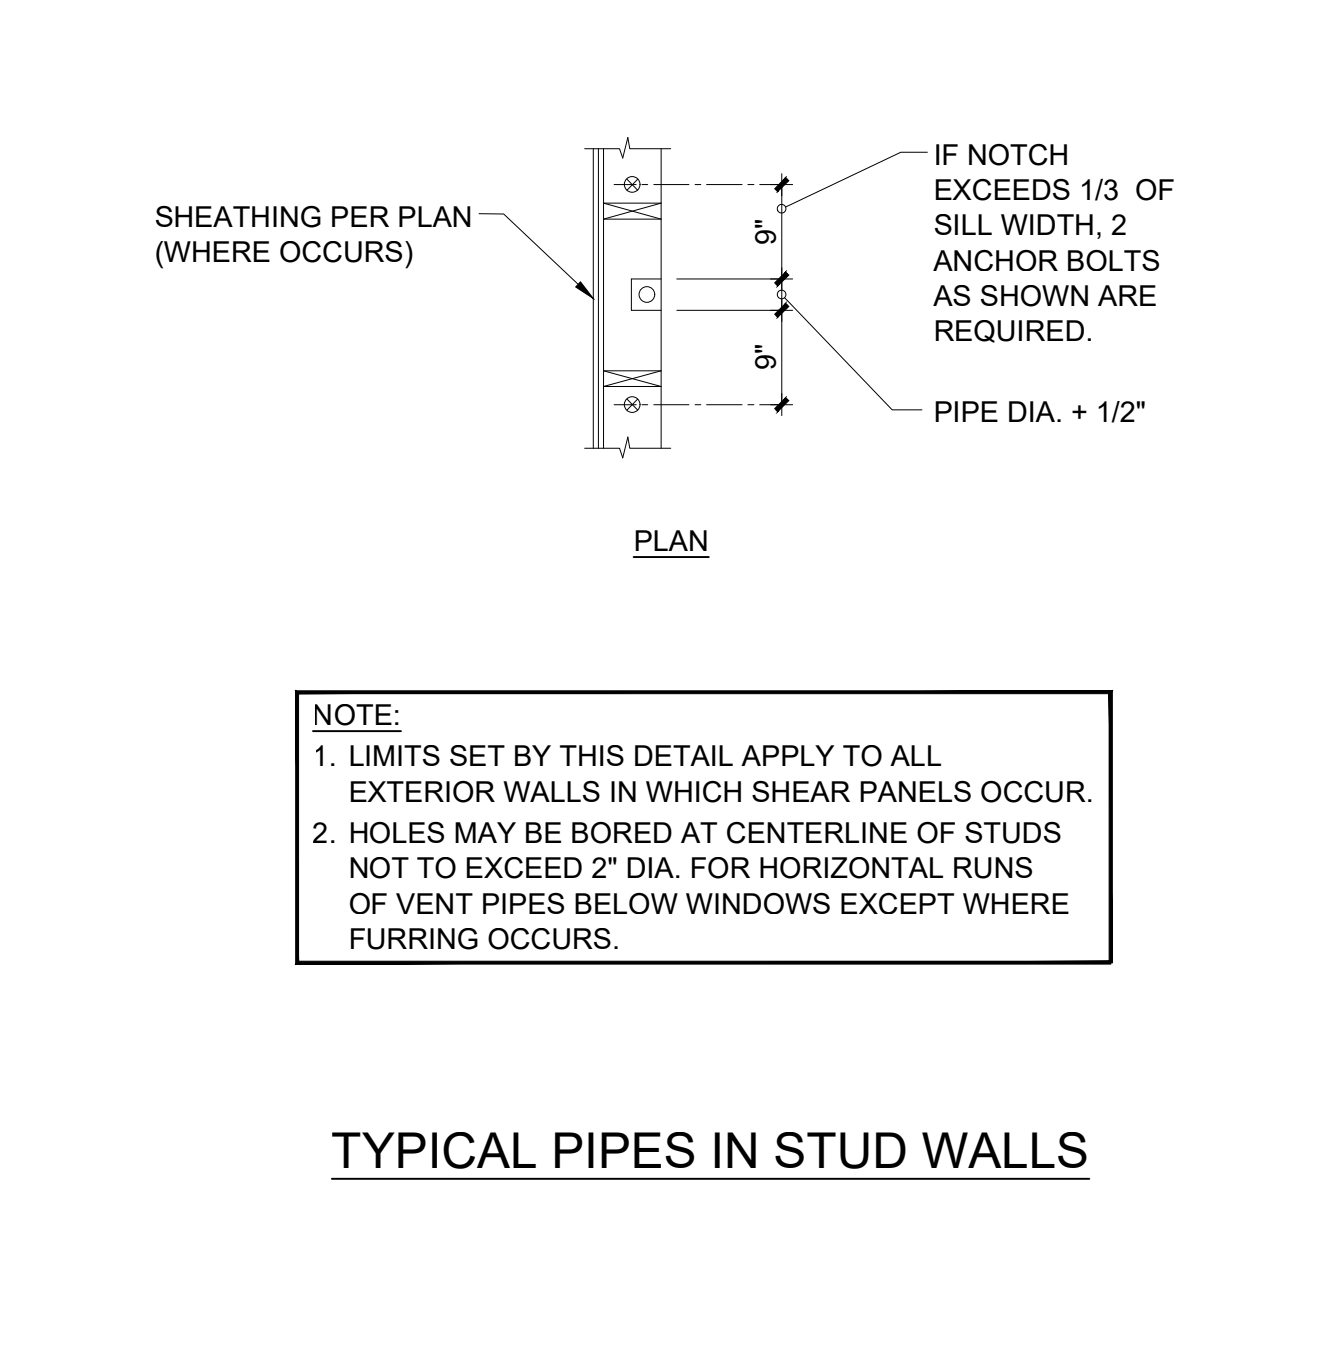 SHEATHING PER PLAN
(WHERE OCCURS)
9"
9"
IF NOTCH
EXCEEDS 1/3 OF
SILL WIDTH, 2
ANCHOR BOLTS
AS SHOWN ARE
REQUIRED.
PIPE DIA. + 1/2"
PLAN
NOTE:
1. LIMITS SET BY THIS DETAIL APPLY TO ALL
EXTERIOR WALLS IN WHICH SHEAR PANELS OCCUR.
2. HOLES MAY BE BORED AT CENTERLINE OF STUDS
NOT TO EXCEED 2" DIA. FOR HORIZONTAL RUNS
OF VENT PIPES BELOW WINDOWS EXCEPT WHERE
FURRING OCCURS.
TYPICAL PIPES IN STUD WALLS